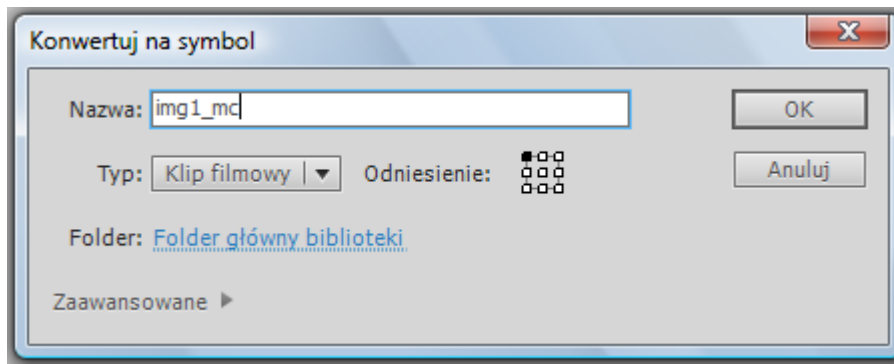 Konwertuj na symbol
Nazwa: img1_mc OK
Typ: Klip filmowy Odniesienie: Anuluj
Folder: Folder główny biblioteki
Zaawansowane